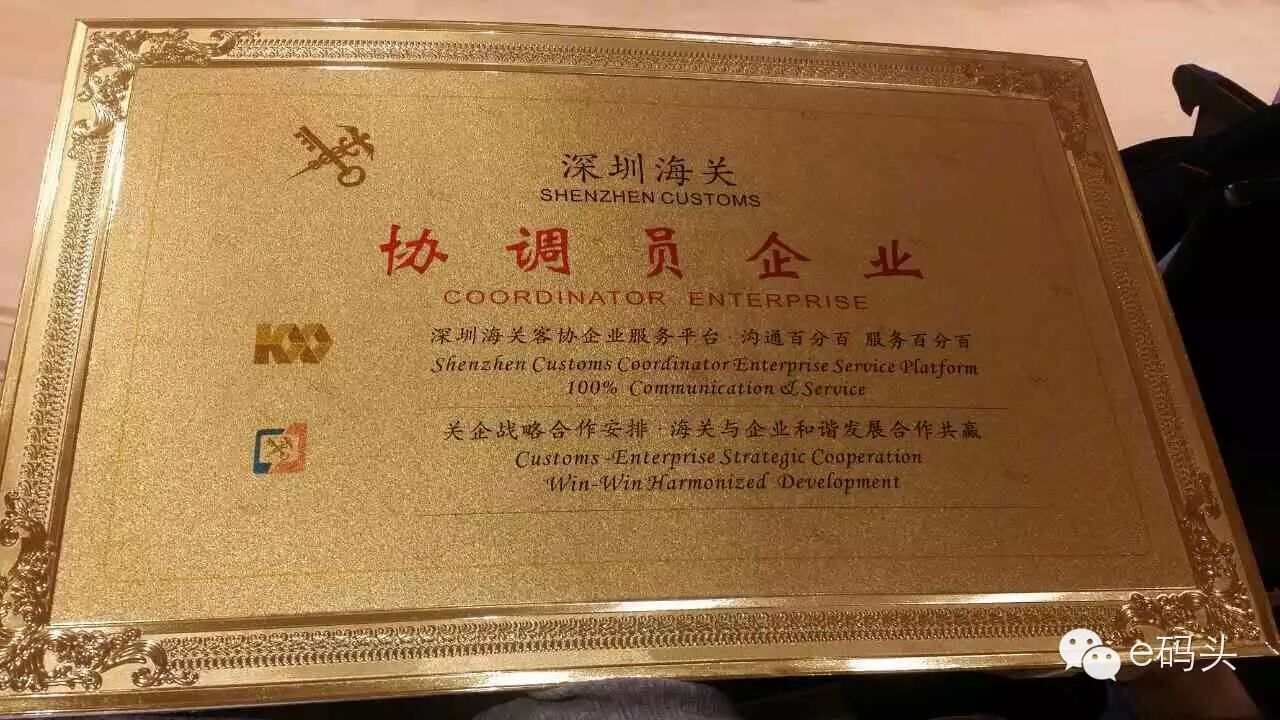 深圳海关
SHENZHEN CUSTOMS
协调员企业
COORDINATOR ENTERPRISE
深圳海关客协企业服务平台·沟通百分百 服务百分百
Shenzhen Customs Coordinator Enterprise Service Platform
100% Communication & Service
关企战略合作安排·海关与企业和谐发展合作共赢
Customs-Enterprise Strategic Cooperation
Win-Win Harmonized Development
e码头